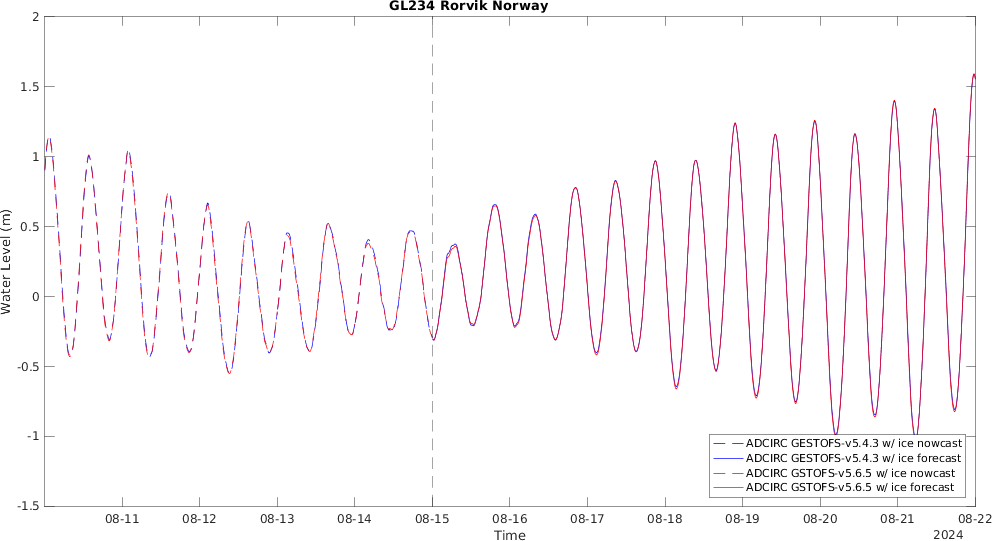 GL234 Rorvik Norway
2
1.5
1
0.5
0
-0.5
-1
-1.5
Water Level (m)
ADCIRC GESTOFS-v5.4.3 w/ ice nowcast
ADCIRC GESTOFS-v5.4.3 w/ ice forecast
ADCIRC GSTOFS-v5.6.5 w/ ice nowcast
ADCIRC GSTOFS-v5.6.5 w/ ice forecast
08-11 08-12 08-13 08-14 08-15 08-16 08-17 08-18 08-19 08-20 08-21 08-22
Time
2024